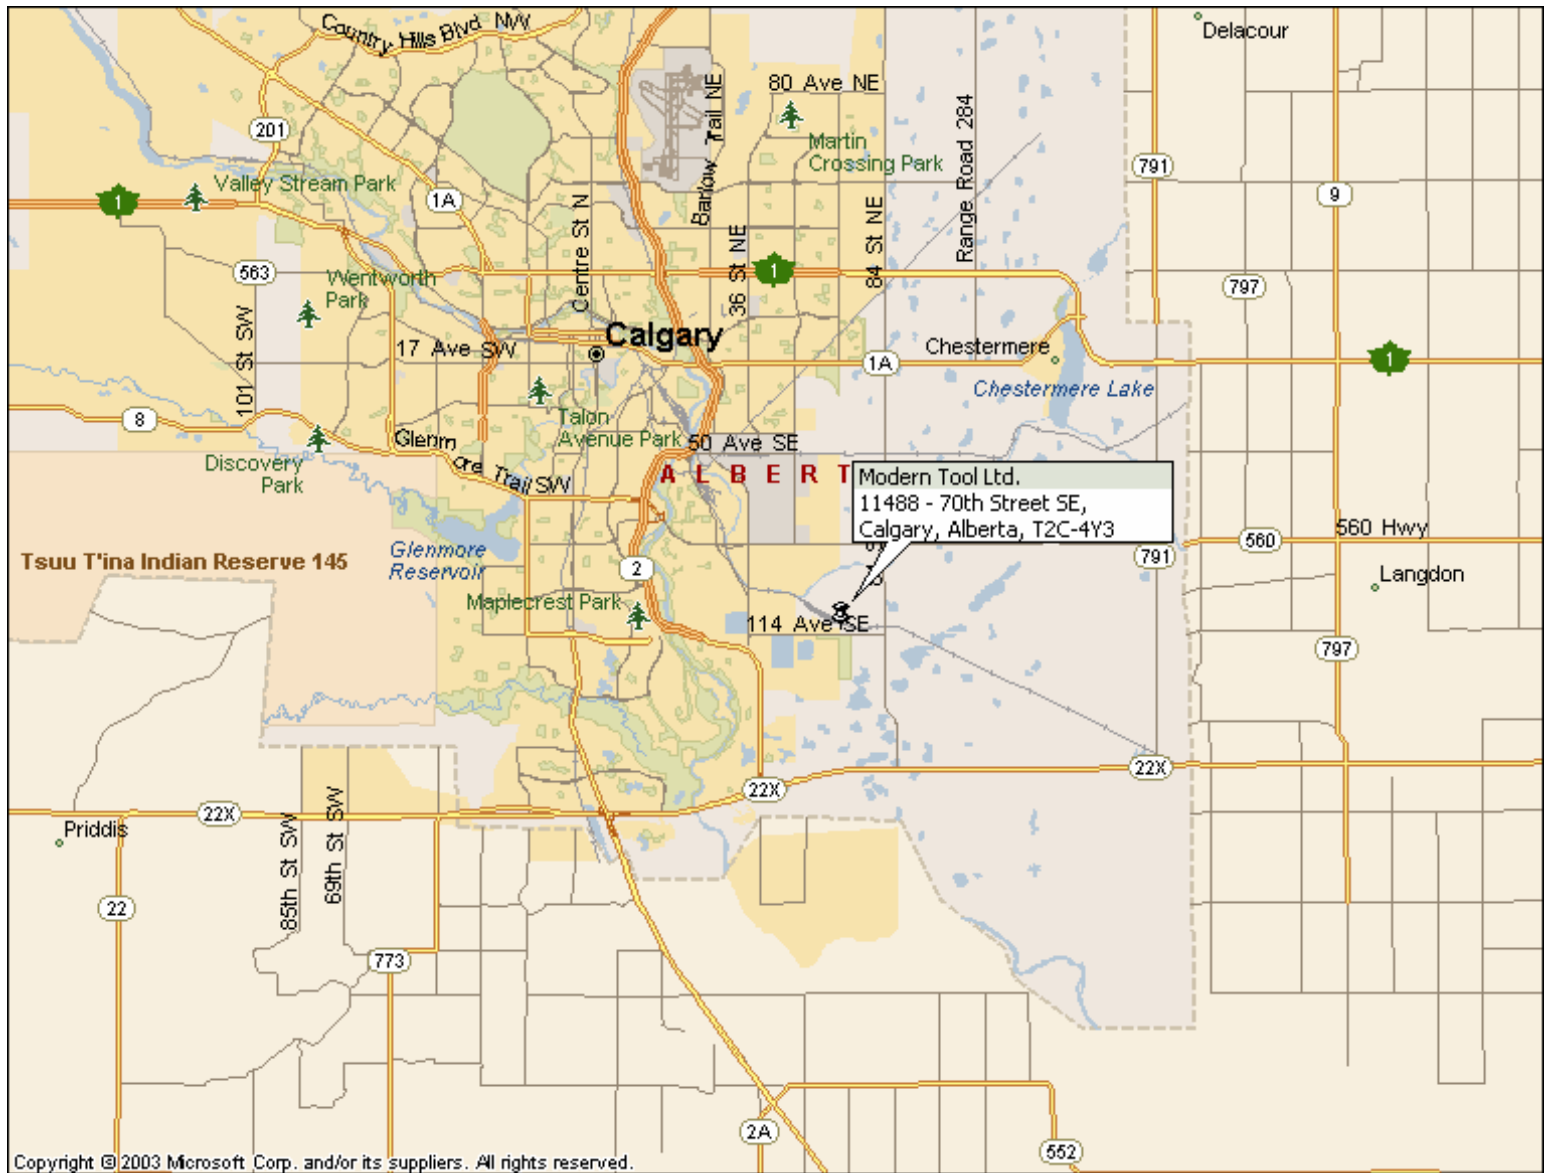 Country Hills Blvd NW
Delacour
80 Ave NE
Barlow Trail NE
Range Road 284
201
Martin
Crossing Park
791
Valley Stream Park
9
1
1A
Centre St N
84 St NE
36 St NE
563
Wentworth
Park
1
797
101 St SW
Calgary
17 Ave SW
Chestermere
1A
1
Chestermere Lake
8
Talon
Avenue Park
Glenmore Trail SW
50 Ave SE
Discovery
Park
A L B E R T
Modern Tool Ltd.
11488 - 70th Street SE,
Calgary, Alberta, T2C-4Y3
560 Hwy
560
791
Glenmore
Reservoir
Tsuu T'ina Indian Reserve 145
2
Langdon
Maplecrest Park
114 Ave SE
797
22X
22X
22X
Priddis
85th St SW
69th St SW
22
773
2A
552
Copyright © 2003 Microsoft Corp. and/or its suppliers. All rights reserved.